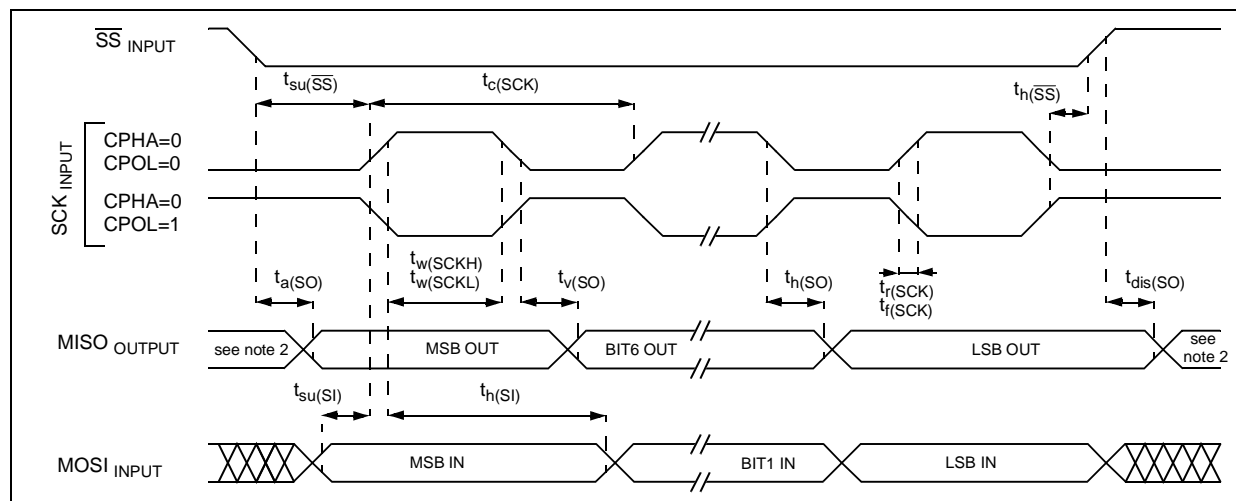 SS INPUT
tsu(SS)
tc(SCK)
th(SS)
SCK INPUT
CPHA=0
CPOL=0
CPHA=0
CPOL=1
ta(SO)
tw(SCKH)
tw(SCKL)
tv(SO)
th(SO)
tr(SCK)
tf(SCK)
tdis(SO)
MISO OUTPUT
see note 2
MSB OUT
BIT6 OUT
LSB OUT
see
note 2
tsu(SI)
th(SI)
MOSI INPUT
MSB IN
BIT1 IN
LSB IN